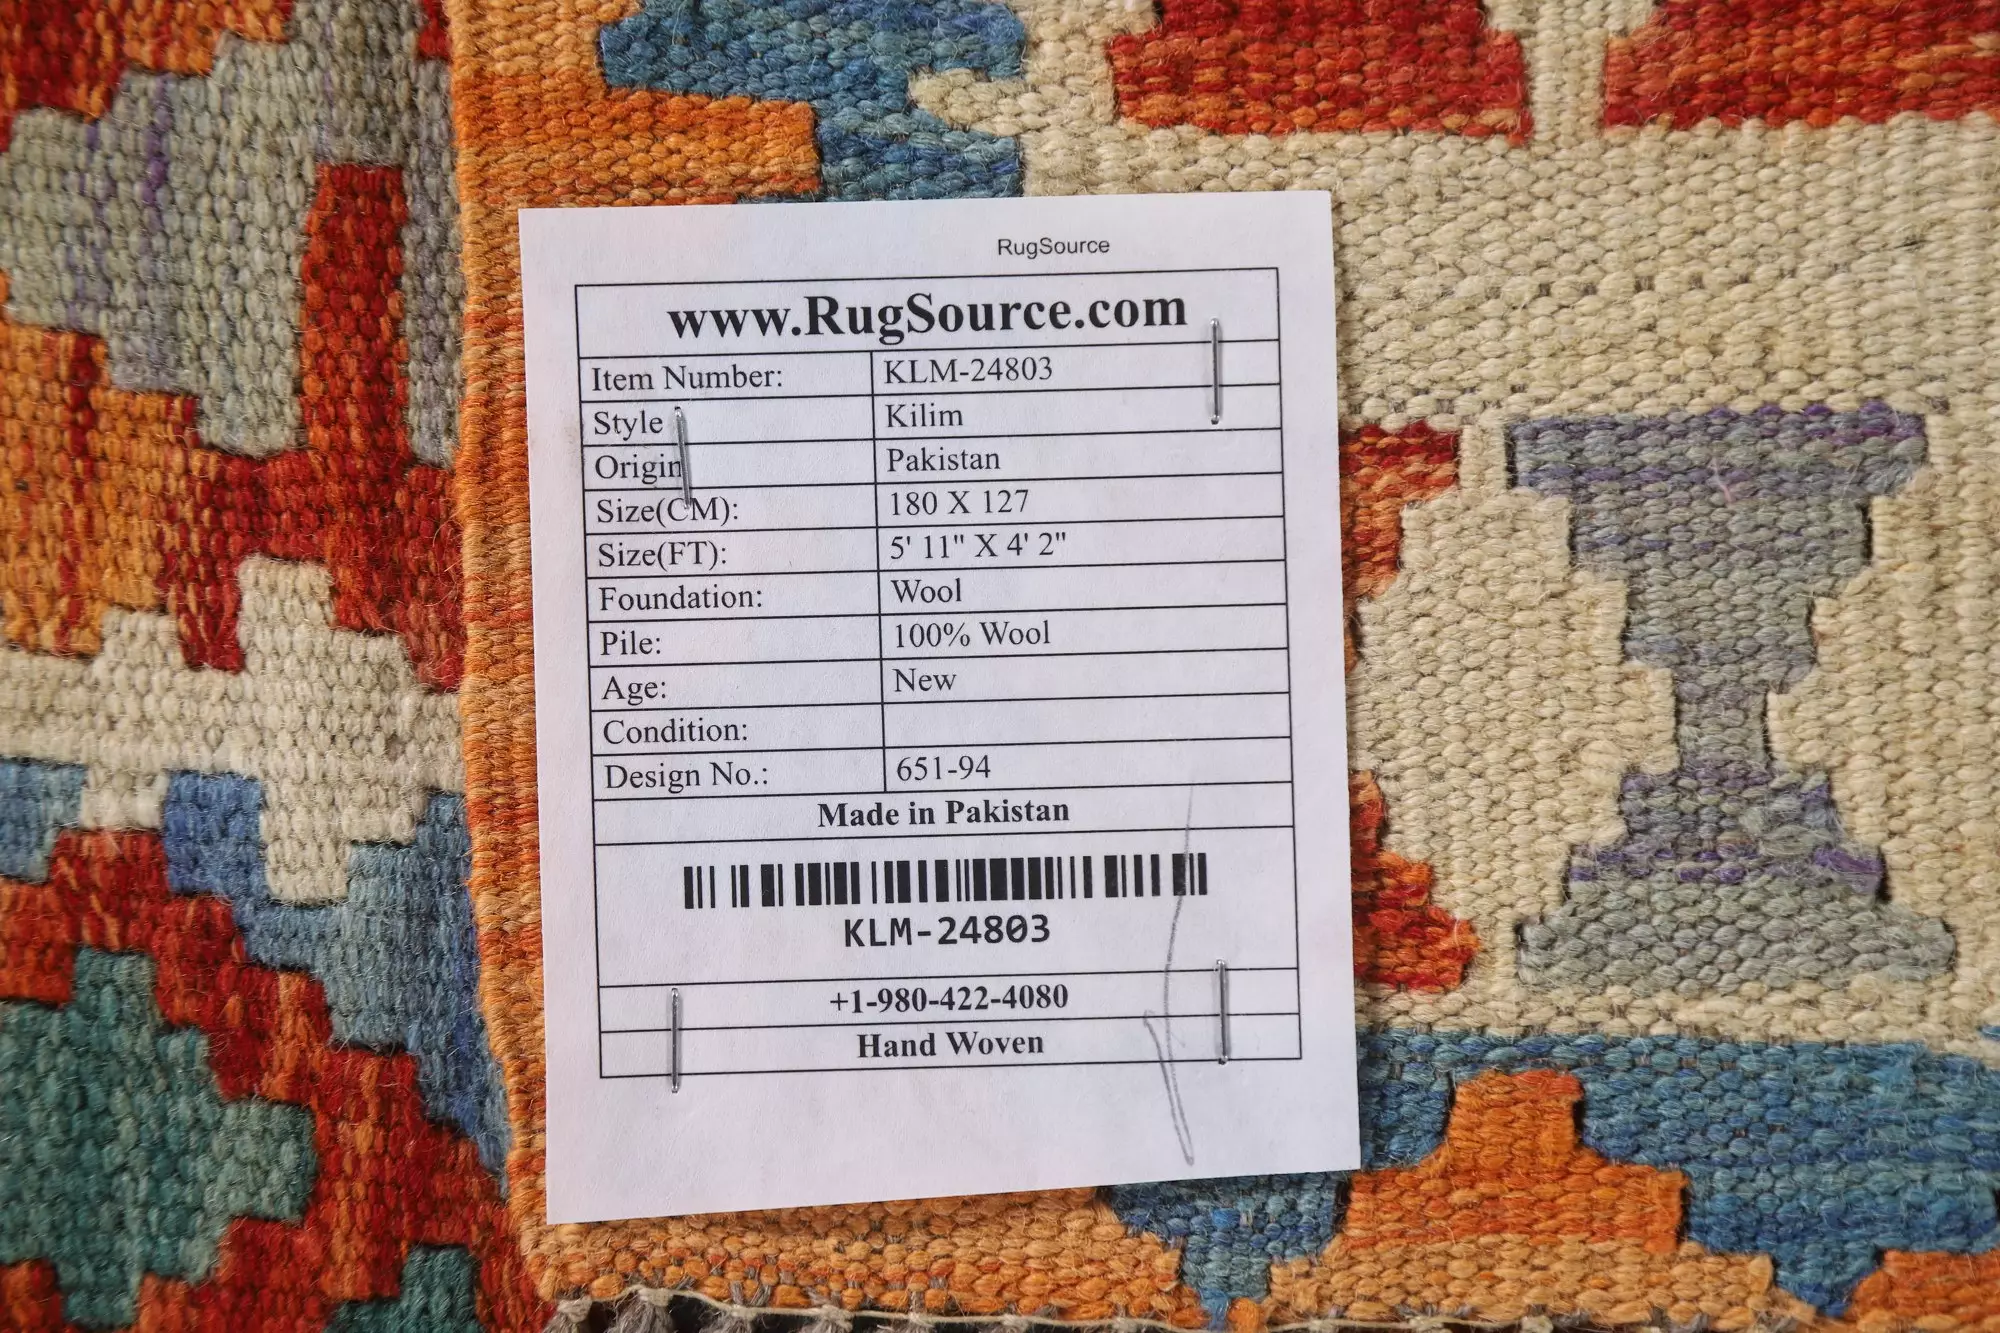 RugSource
www.RugSource.com
Item Number: KLM-24803
Style Kilim
Origin Pakistan
Size(CM): 180 X 127
Size(FT): 5' 11" X 4' 2"
Foundation: Wool
Pile: 100% Wool
Age: New
Condition:
Design No.: 651-94
Made in Pakistan
KLM-24803
+1-980-422-4080
Hand Woven